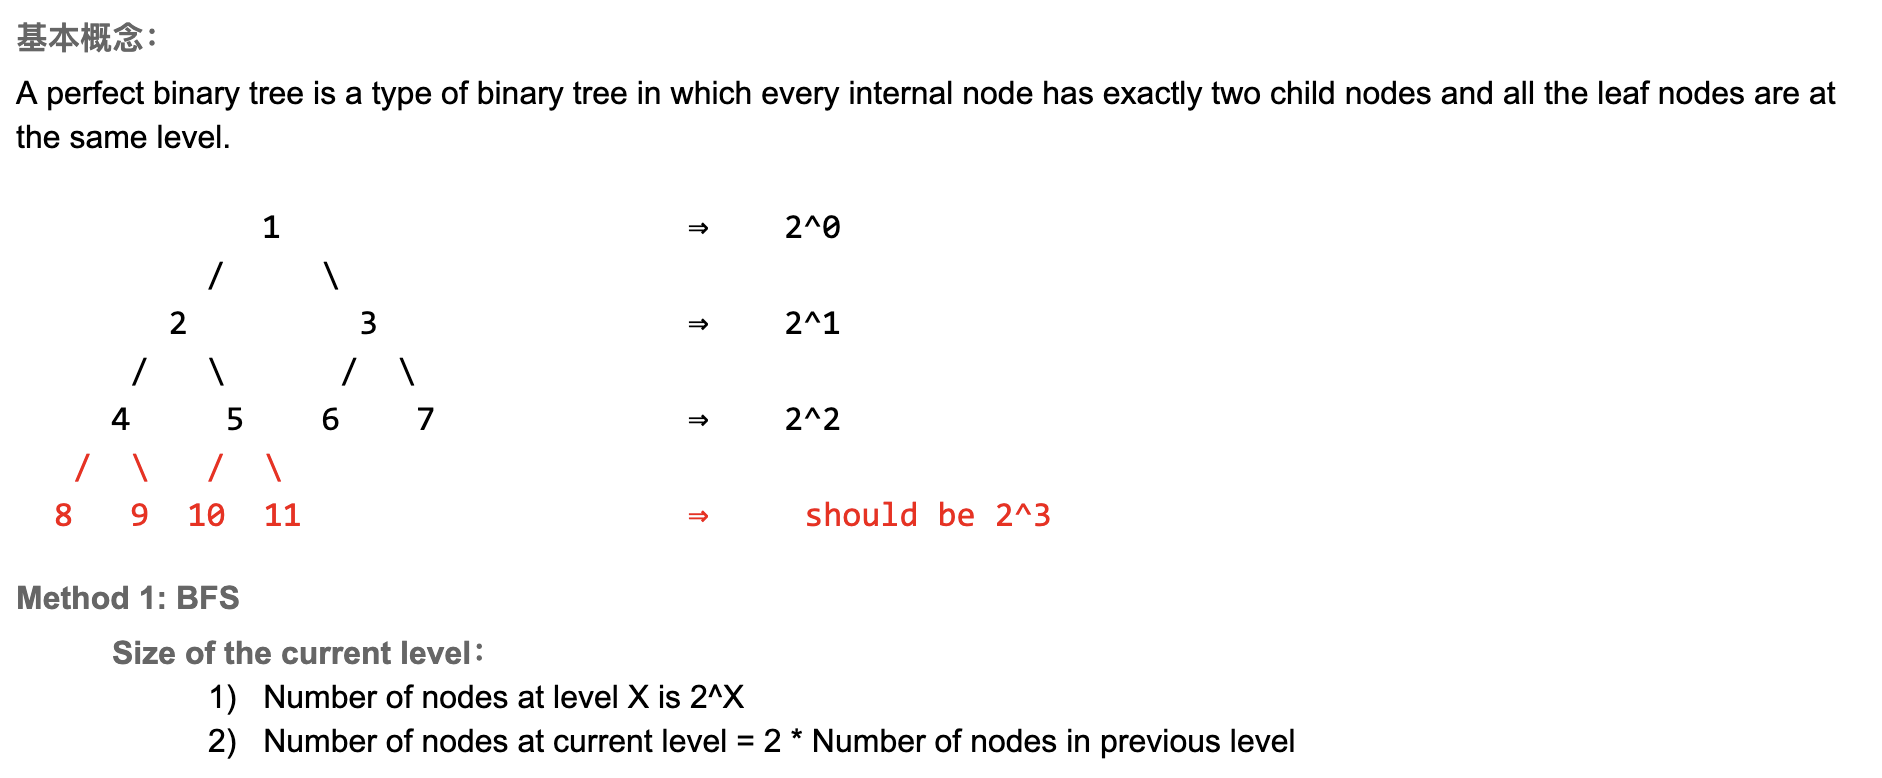 基本概念：
A perfect binary tree is a type of binary tree in which every internal node has exactly two child nodes and all the leaf nodes are at
the same level.
1 ⇒ 2^0
/ \
2 3 ⇒ 2^1
/ \ / \
4 5 6 7 ⇒ 2^2
/ \ / \
8 9 10 11 ⇒ should be 2^3
Method 1: BFS
Size of the current level：
1) Number of nodes at level X is 2^X
2) Number of nodes at current level = 2 * Number of nodes in previous level